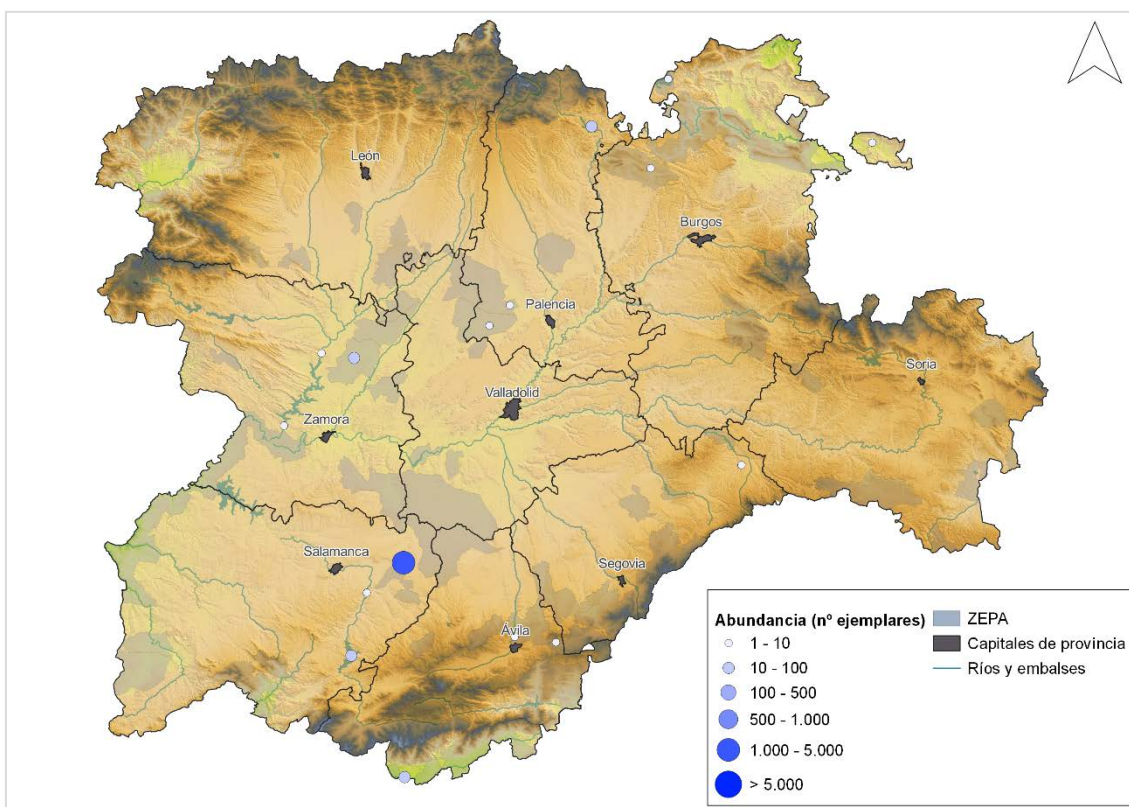 León
Burgos
Palencia
Soria
Valladolid
Zamora
Salamanca
Segovia
Ávila
Abundancia (nº ejemplares)
1 - 10
10 - 100
100 - 500
500 - 1.000
1.000 - 5.000
> 5.000
ZEPA
Capitales de provincia
Ríos y embalses